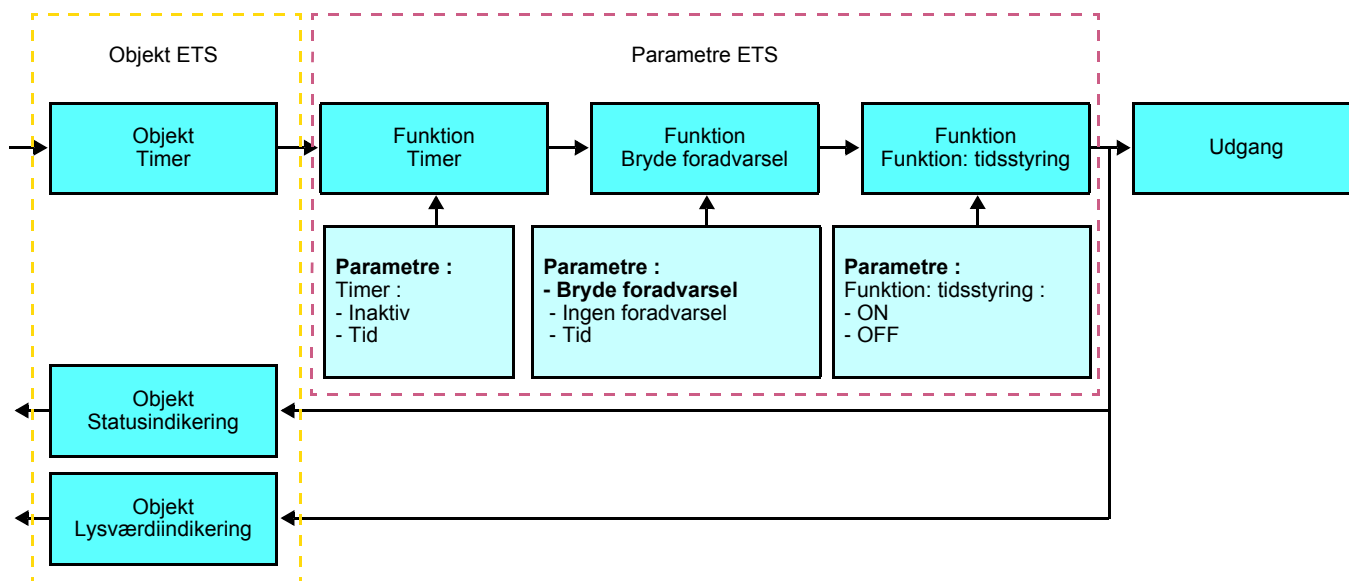 Objekt ETS
Parametre ETS
Objekt
Timer
Funktion
Timer
Funktion
Bryde foradvarsel
Funktion
Funktion: tidsstyring
Udgang
Parametre :
Timer :
- Inaktiv
- Tid
Parametre :
- Bryde foradvarsel
- Ingen foradvarsel
- Tid
Parametre :
Funktion: tidsstyring :
- ON
- OFF
Objekt
Statusindikering
Objekt
Lysværdiindikering